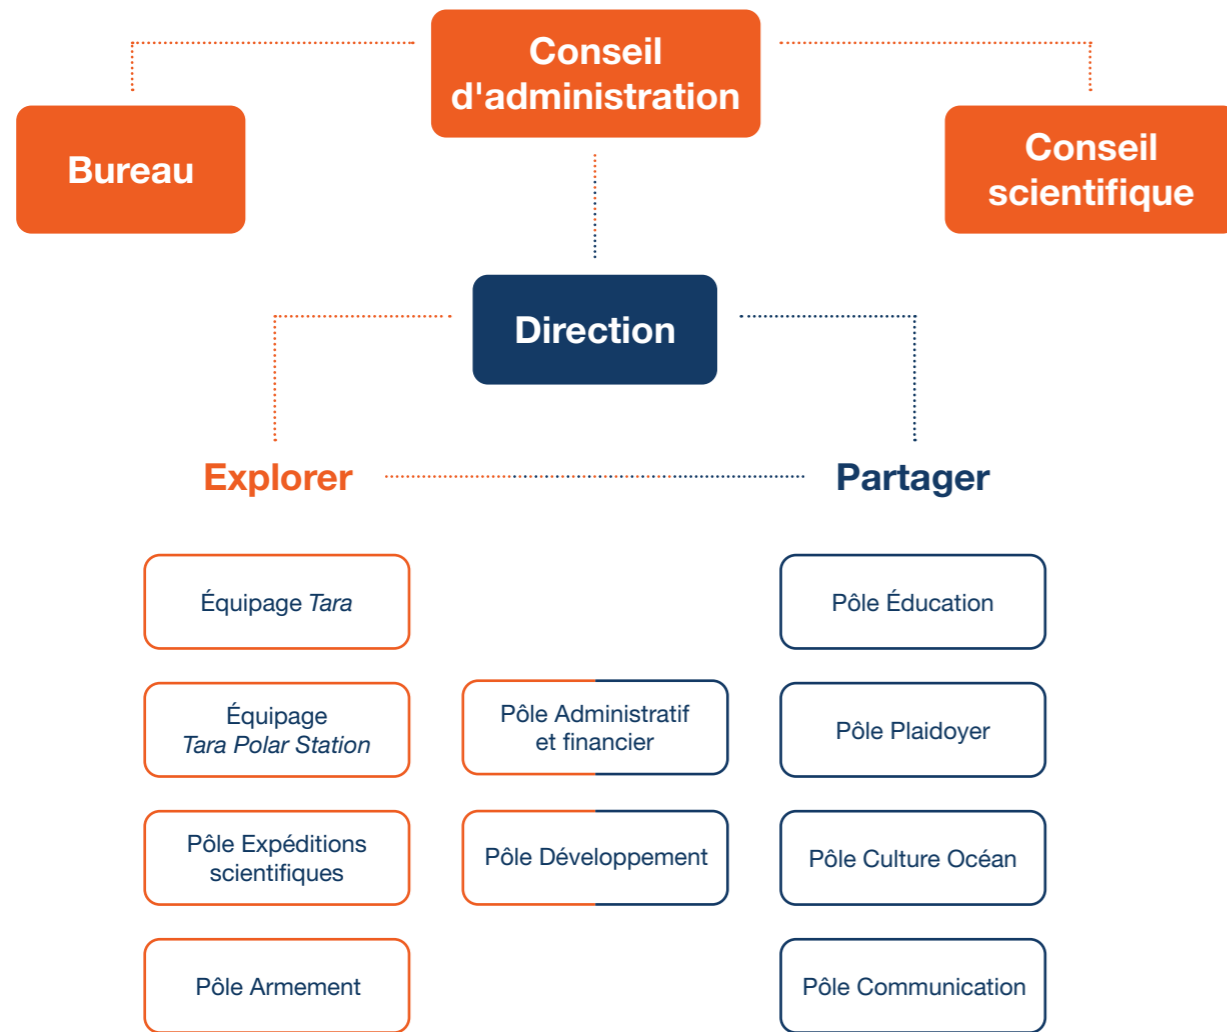 Conseil
d'administration
Bureau
Conseil
scientifique
Direction
Explorer
Partager
Équipage Tara
Pôle Éducation
Équipage
Tara Polar Station
Pôle Administratif
et financier
Pôle Plaidoyer
Pôle Expéditions
scientifiques
Pôle Développement
Pôle Culture Océan
Pôle Armement
Pôle Communication